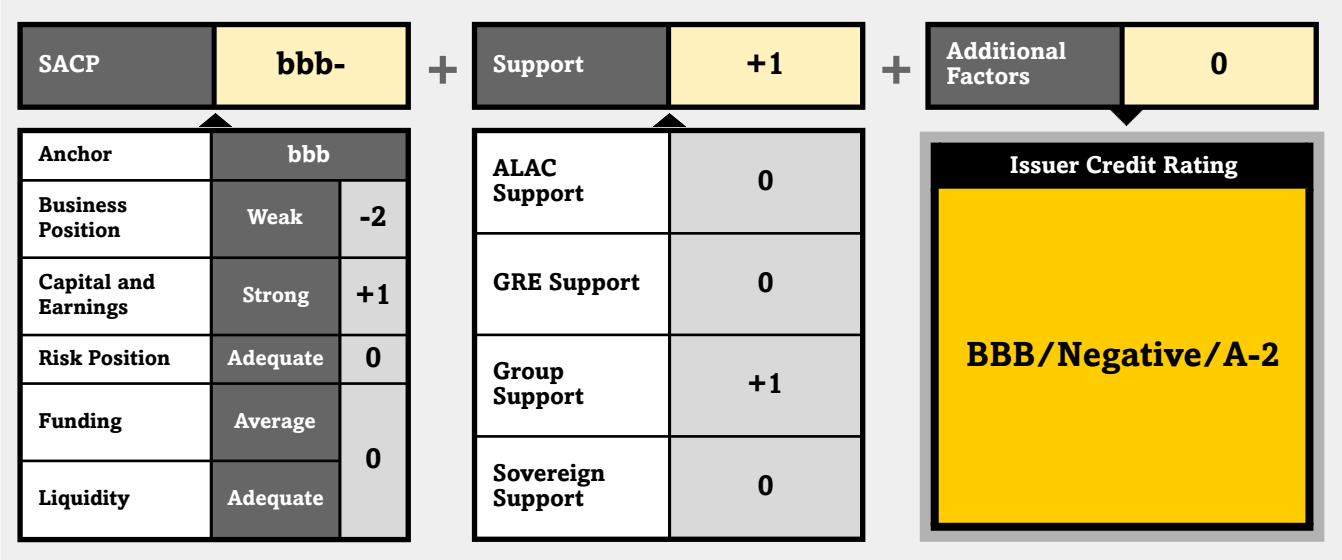 SACP
bbb-
+
Support
+1
+
Additional
Factors
0
Anchor
bbb
Business
Position
Weak
-2
Capital and
Earnings
Strong
+1
Risk Position
Adequate
0
Funding
Average
0
Liquidity
Adequate
ALAC
Support
0
GRE Support
0
Group
Support
+1
Sovereign
Support
0
Issuer Credit Rating
BBB/Negative/A-2